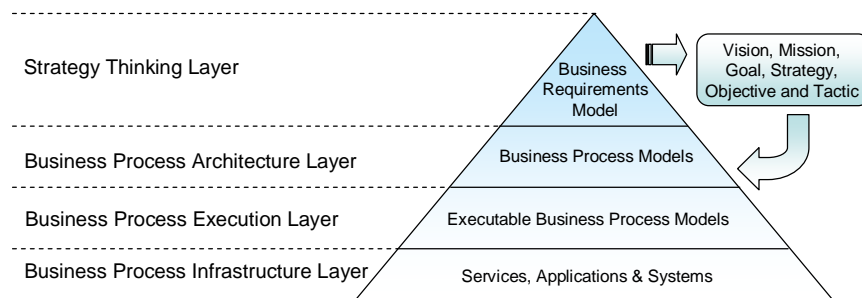 Strategy Thinking Layer
Business
Requirements
Model
Vision, Mission,
Goal, Strategy,
Objective and Tactic
Business Process Architecture Layer
Business Process Models
Business Process Execution Layer
Executable Business Process Models
Business Process Infrastructure Layer
Services, Applications & Systems